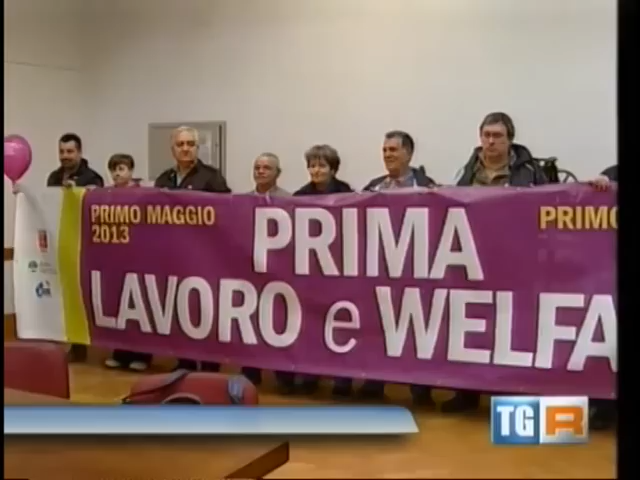 PRIMO MAGGIO
2013
PRIMA
PRIMO
LAVORO e WELFA
TGR